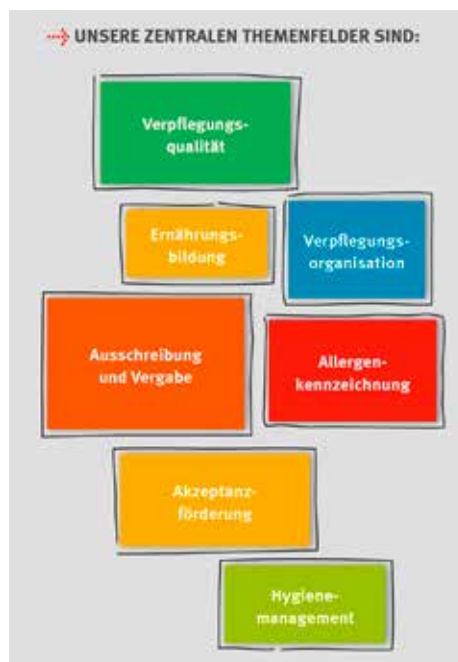 UNSERE ZENTRALEN THEMENFELDER SIND:
Verpflegungs-
qualität
Ernährungs-
bildung
Verpflegungs-
organisation
Ausschreibung
und Vergabe
Allergen-
kennzeichnung
Akzeptanz-
förderung
Hygiene-
management